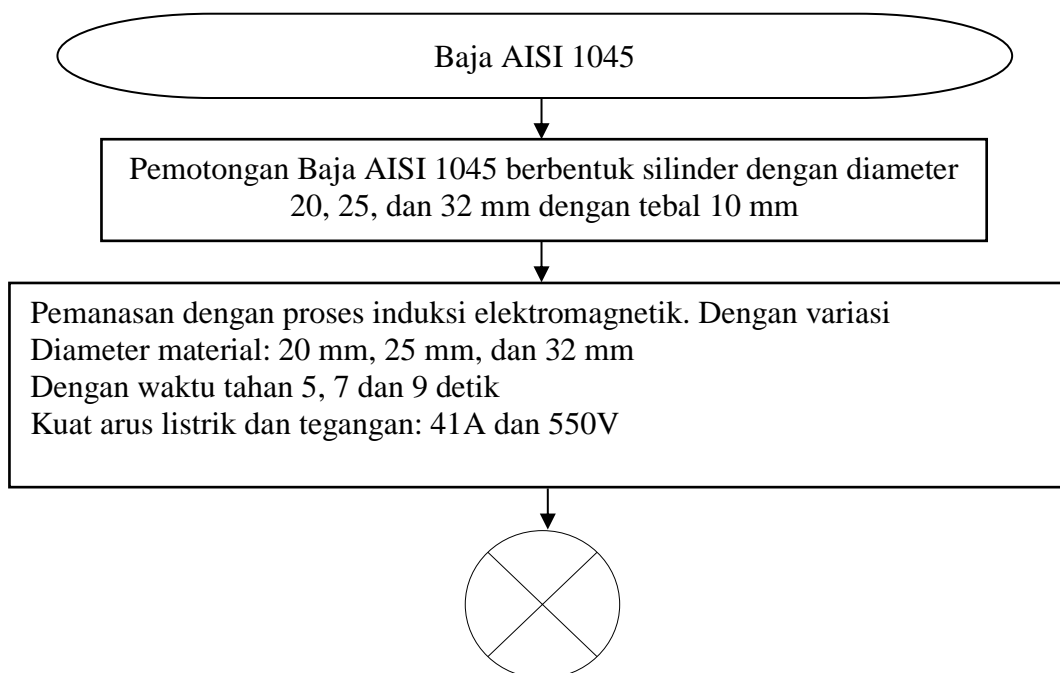 Baja AISI 1045
Pemotongan Baja AISI 1045 berbentuk silinder dengan diameter
20, 25, dan 32 mm dengan tebal 10 mm
Pemanasan dengan proses induksi elektromagnetik. Dengan variasi
Diameter material: 20 mm, 25 mm, dan 32 mm
Dengan waktu tahan 5, 7 dan 9 detik
Kuat arus listrik dan tegangan: 41A dan 550V